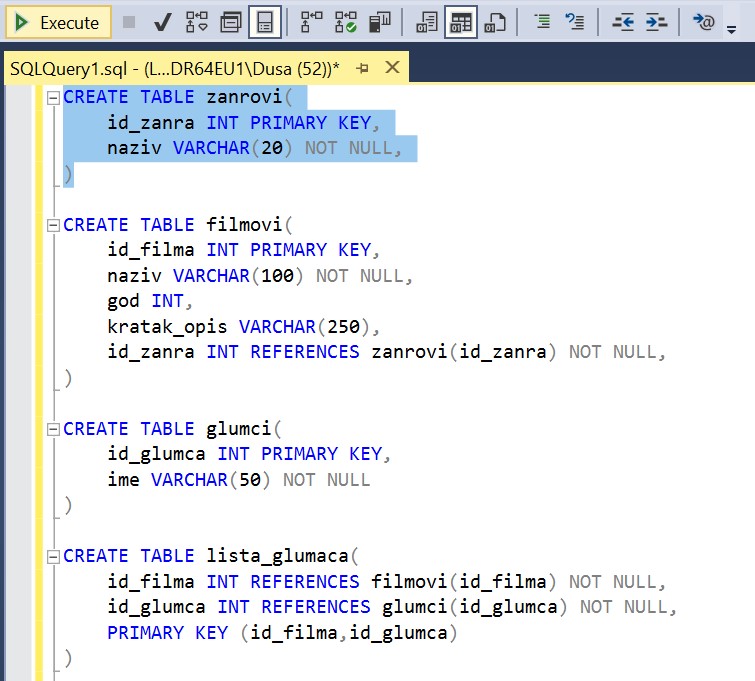 Execute
SQLQuery1.sql - (L...DR64EU1\Dusa (52))*
CREATE TABLE zanrovi(
    id_zanra INT PRIMARY KEY,
    naziv VARCHAR(20) NOT NULL,
)
CREATE TABLE filmovi(
    id_filma INT PRIMARY KEY,
    naziv VARCHAR(100) NOT NULL,
    god INT,
    kratak_opis VARCHAR(250),
    id_zanra INT REFERENCES zanrovi(id_zanra) NOT NULL,
)
CREATE TABLE glumci(
    id_glumca INT PRIMARY KEY,
    ime VARCHAR(50) NOT NULL
)
CREATE TABLE lista_glumaca(
    id_filma INT REFERENCES filmovi(id_filma) NOT NULL,
    id_glumca INT REFERENCES glumci(id_glumca) NOT NULL,
    PRIMARY KEY (id_filma,id_glumca)
)